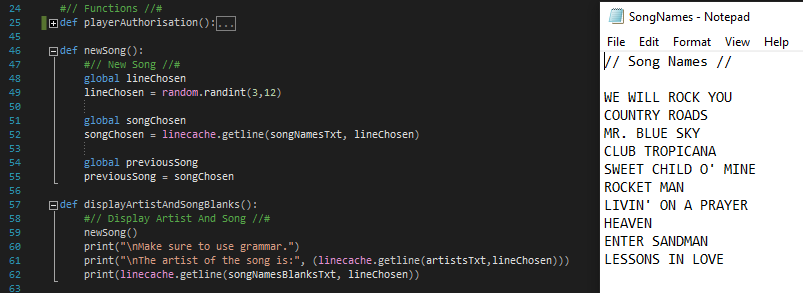 24 #// Functions //#
25 def playerAuthorisation():...
45
46 def newSong():
47 #// New Song //#
48 global lineChosen
49 lineChosen = random.randint(3,12)
50
51 global songChosen
52 songChosen = linecache.getline(songNamesTxt, lineChosen)
53
54 global previousSong
55 previousSong = songChosen
56
57 def displayArtistAndSongBlanks():
58 #// Display Artist And Song //#
59 newSong()
60 print("\nMake sure to use grammar.")
61 print("\nThe artist of the song is:", (linecache.getline(artistsTxt,lineChosen)))
62 print(linecache.getline(songNamesBlanksTxt, lineChosen))
63
SongNames - Notepad
File Edit Format View Help
// Song Names //
WE WILL ROCK YOU
COUNTRY ROADS
MR. BLUE SKY
CLUB TROPICANA
SWEET CHILD O' MINE
ROCKET MAN
LIVIN' ON A PRAYER
HEAVEN
ENTER SANDMAN
LESSONS IN LOVE